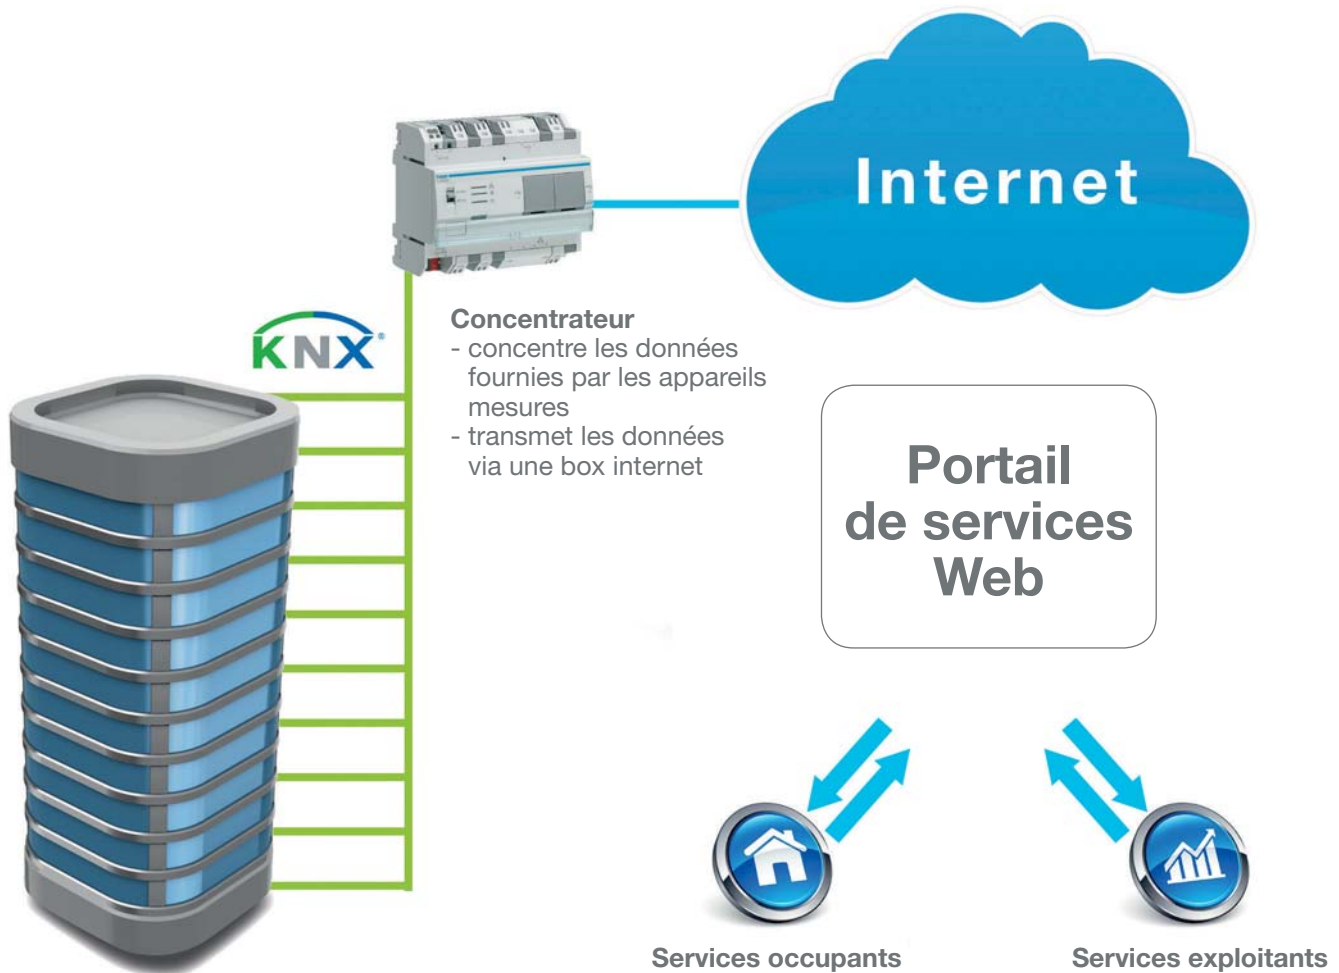 Internet
KNX®
Concentrateur
- concentre les données
fournies par les appareils
mesures
- transmet les données
via une box internet
Portail
de services
Web
Services occupants
Services exploitants